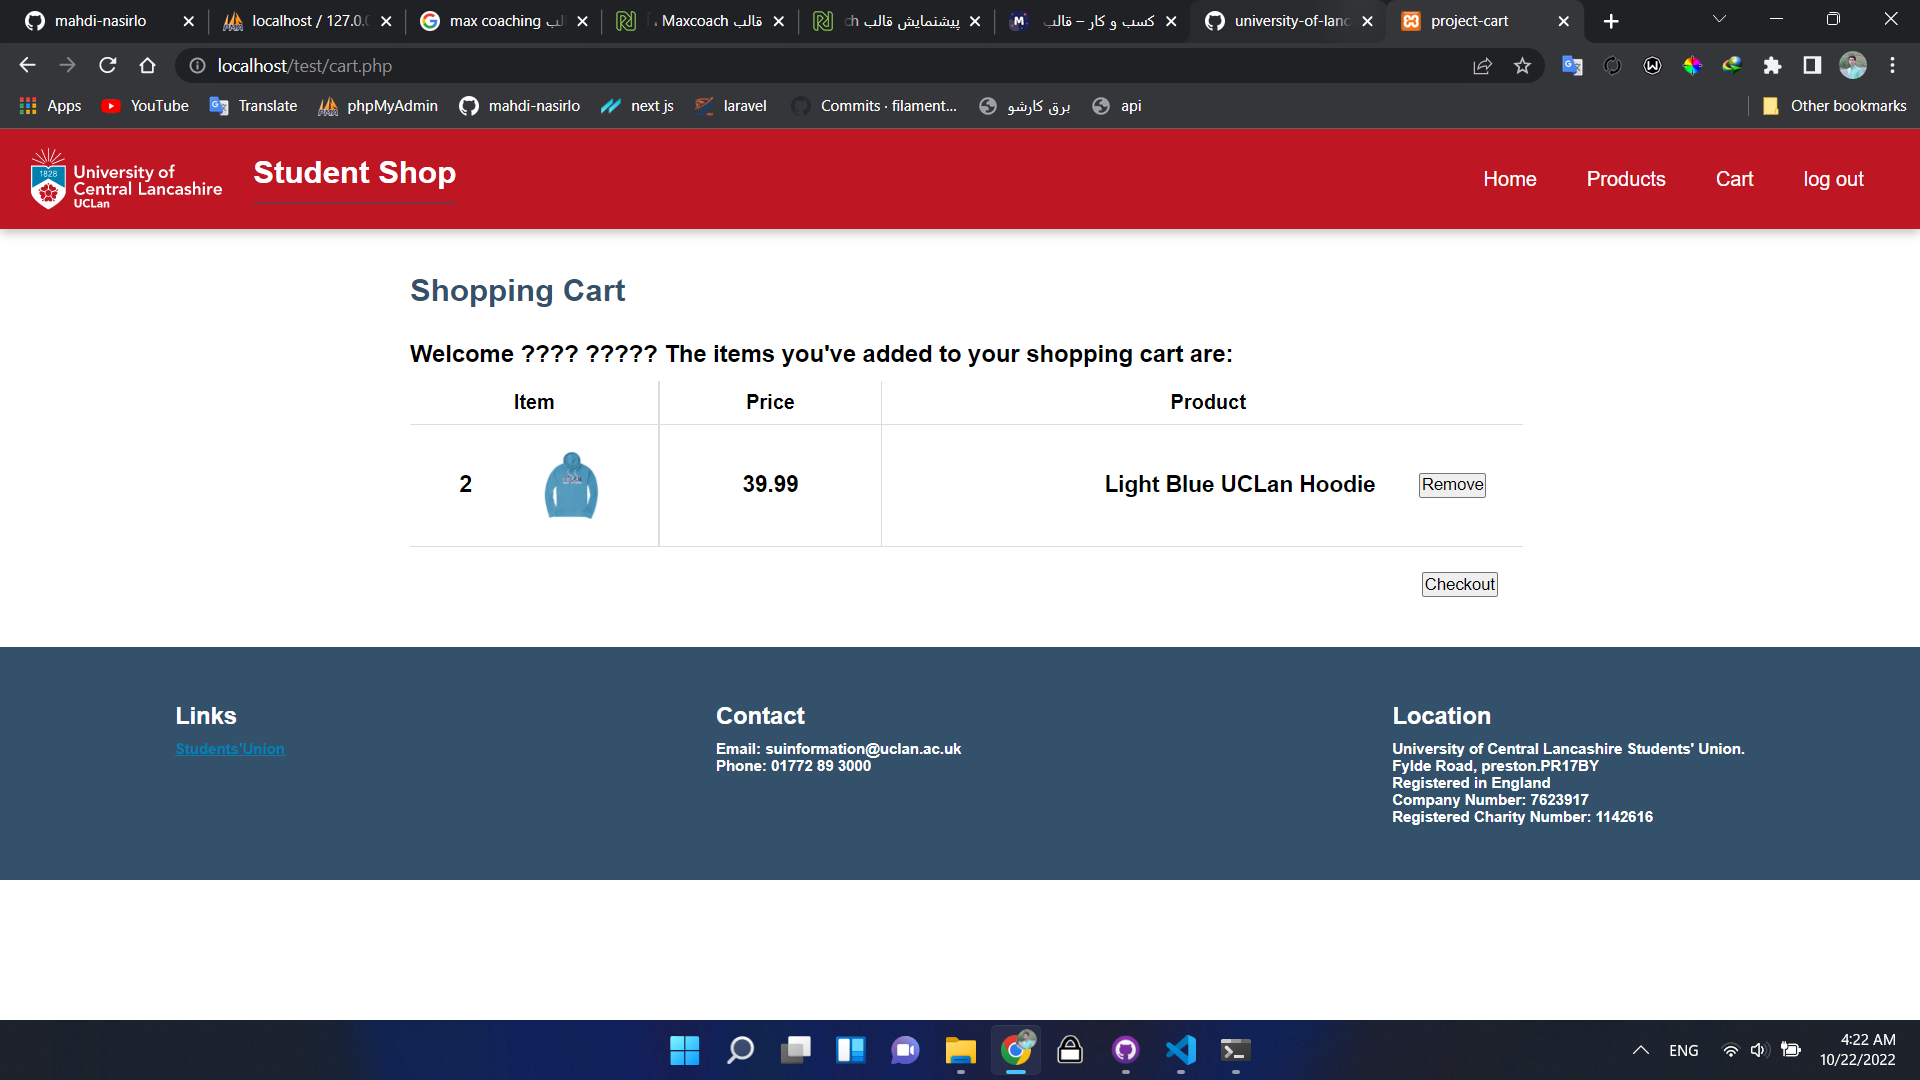 mahdi-nasirlo
localhost / 127.0.0
max coaching
قالب Maxcoach
پیشنمایش قالب ch
کسب و کار – قالب
university-of-lanc
project-cart
localhost/test/cart.php
Apps
YouTube
Translate
phpMyAdmin
mahdi-nasirlo
next js
laravel
Commits · filament...
برق کارشو
api
Other bookmarks
1828
University of
Central Lancashire
UCLan
Student Shop
Home
Products
Cart
log out
Shopping Cart
Welcome ???? ????? The items you've added to your shopping cart are:
Item
Price
Product
2
39.99
Light Blue UCLan Hoodie
Remove
Checkout
Links
Students'Union
Contact
Email: suinformation@uclan.ac.uk
Phone: 01772 89 3000
Location
University of Central Lancashire Students' Union.
Fylde Road, preston.PR17BY
Registered in England
Company Number: 7623917
Registered Charity Number: 1142616
ENG
4:22 AM
10/22/2022